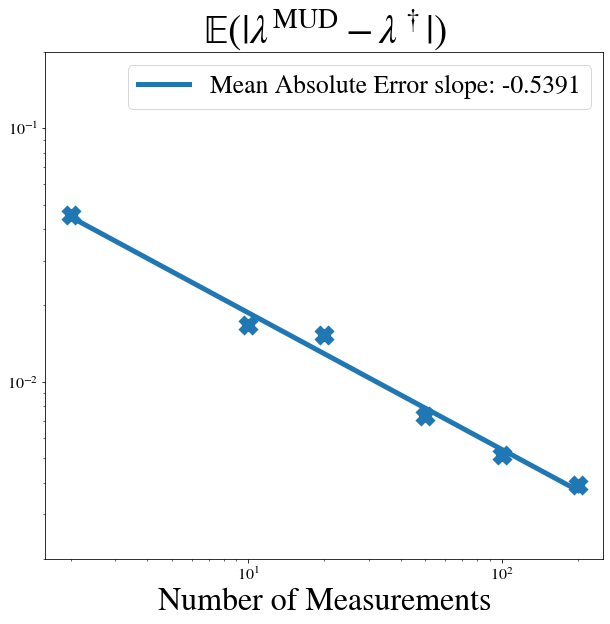 𝔼(|λ^MUD − λ^†|)
Mean Absolute Error slope: -0.5391
10⁻¹
10⁻²
10¹
10²
Number of Measurements